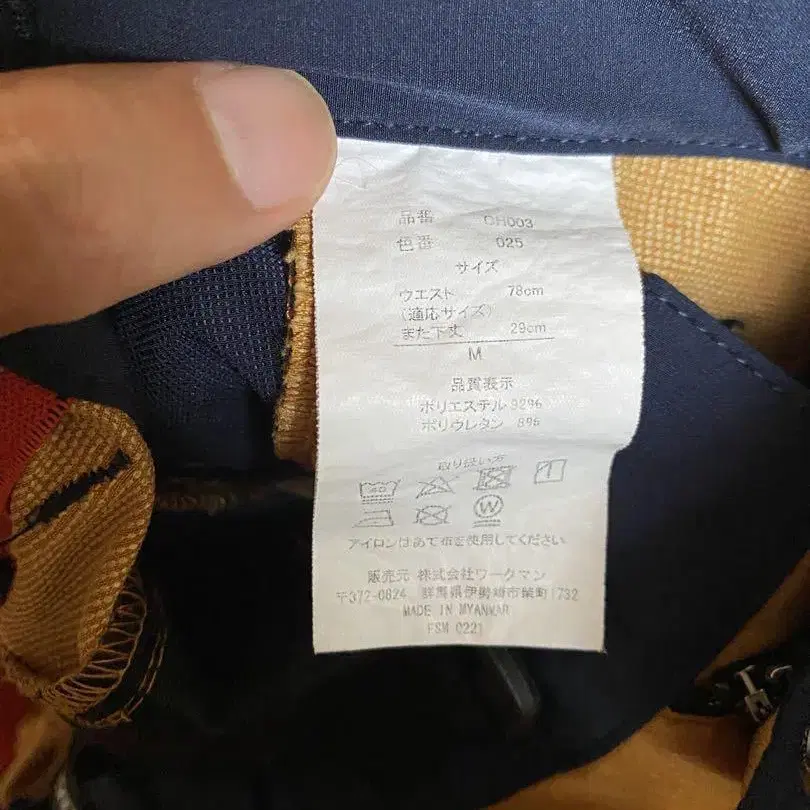 品番 CH003
色番 025
サイズ
ウエスト 78cm
(適応サイズ)
また下丈 29cm
M
品質表示
ポリエステル 92%
ポリウレタン 8%
取り扱い方
40
W
アイロンはあて布を使用してください
販売元 株式会社ワークマン
〒372-0824 群馬県伊勢崎市柴町1732
MADE IN MYANMAR
FSM 0221